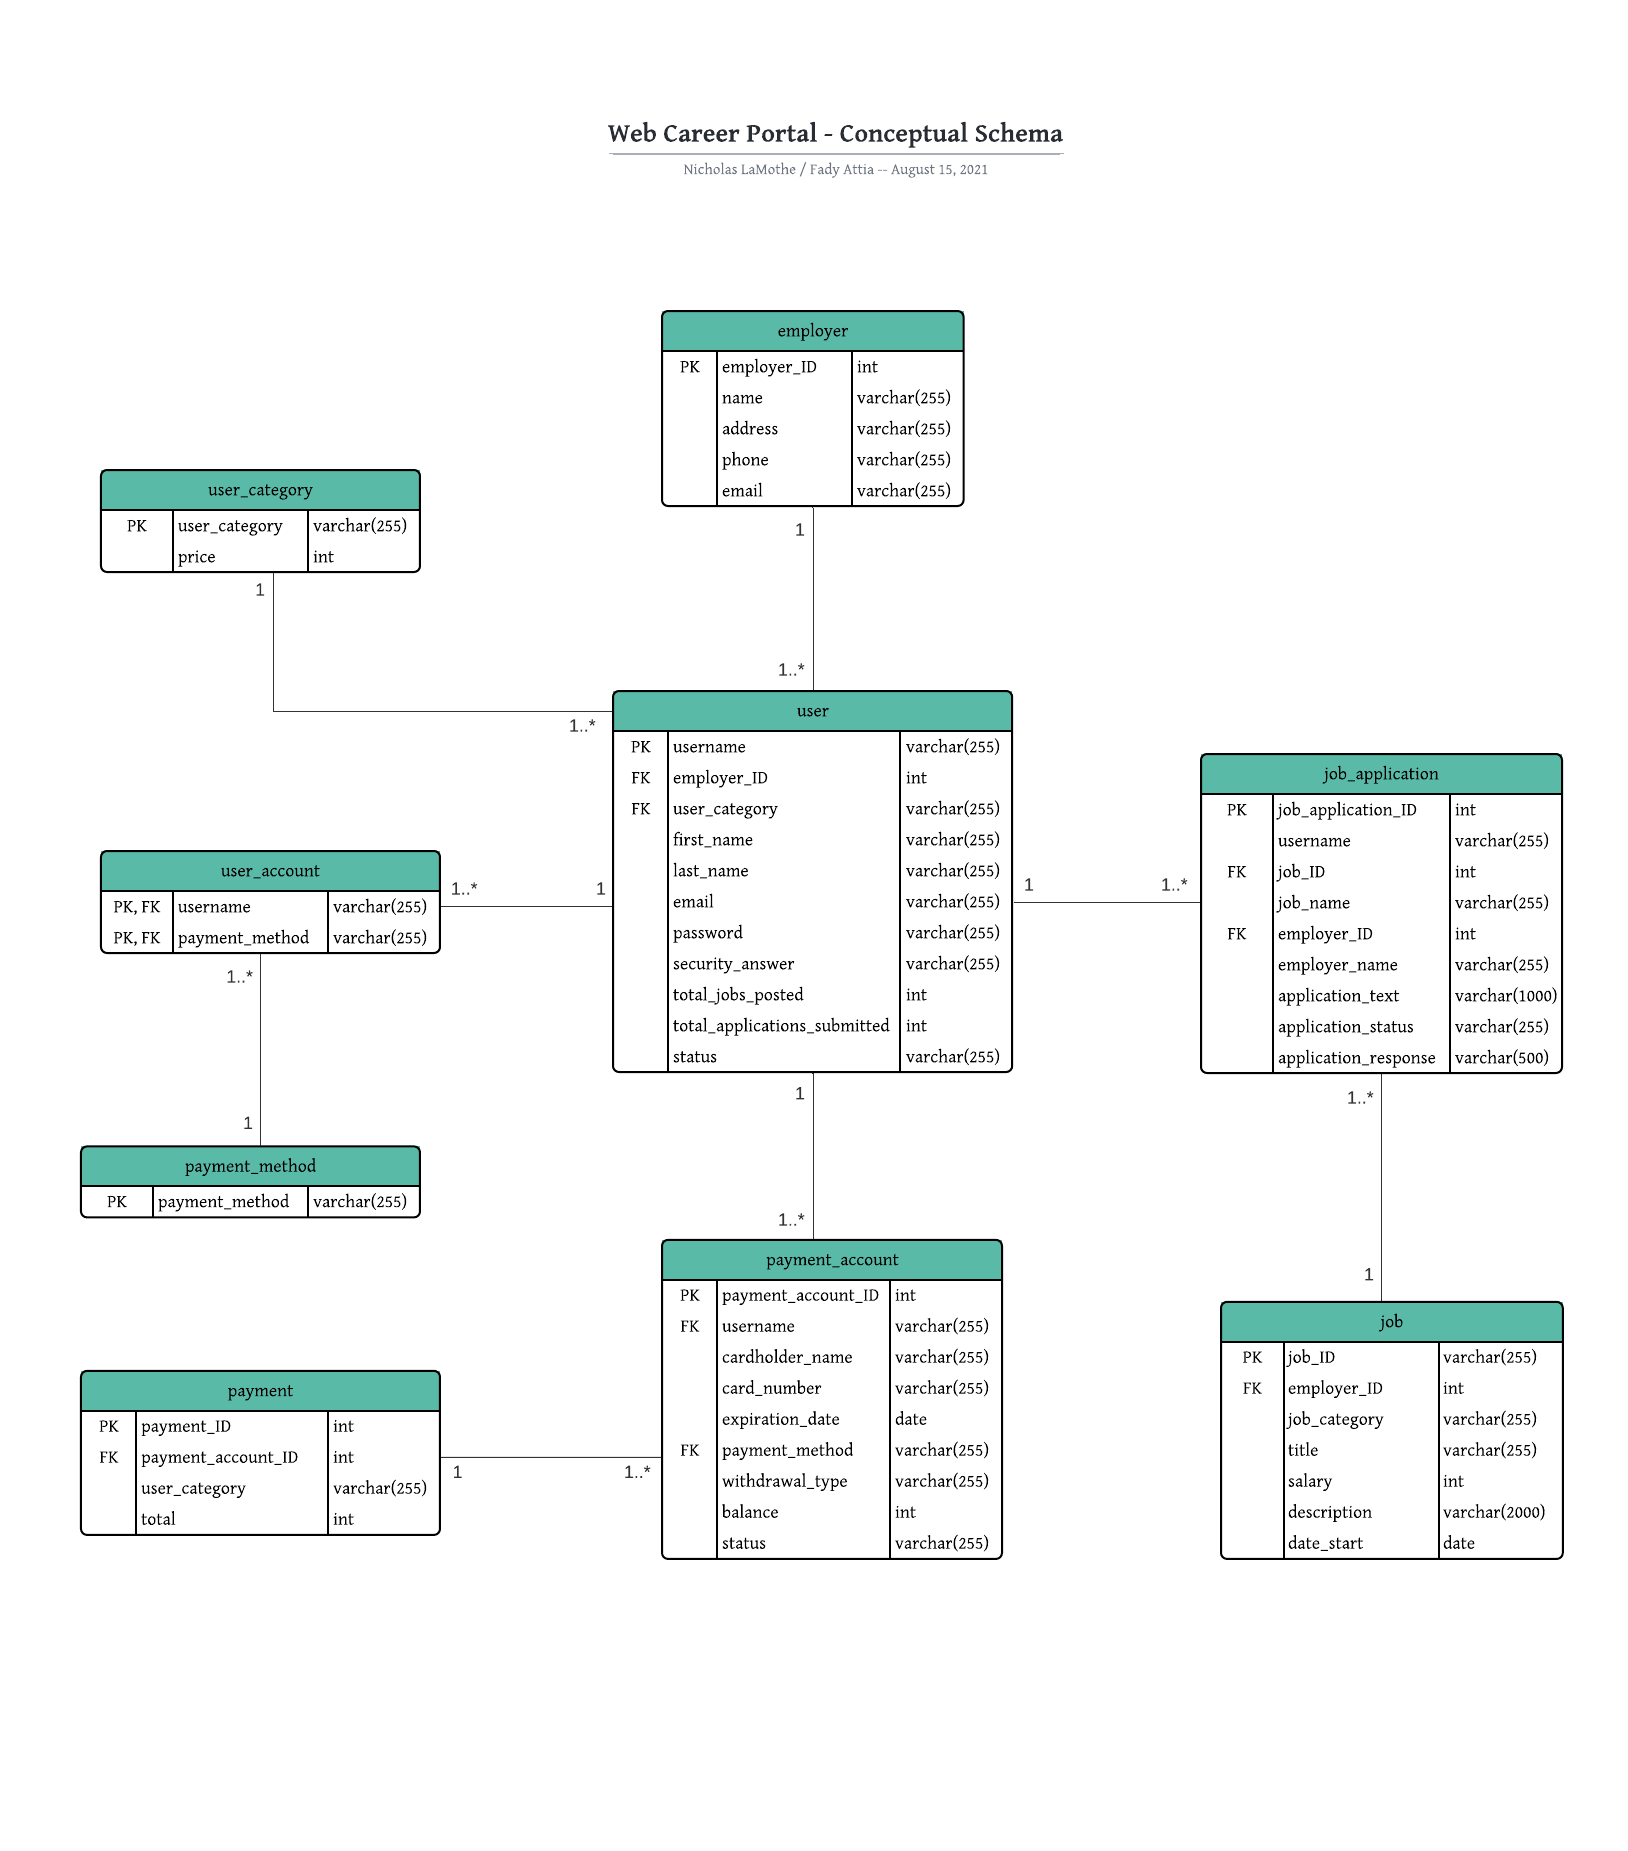 Web Career Portal - Conceptual Schema
Nicholas LaMothe / Fady Attia -- August 15, 2021
employer
PK employer_ID int
name varchar(255)
address varchar(255)
phone varchar(255)
email varchar(255)
1
1..*
user_category
PK user_category varchar(255)
price int
1
1..*
user
PK username varchar(255)
FK employer_ID int
FK user_category varchar(255)
first_name varchar(255)
last_name varchar(255)
email varchar(255)
password varchar(255)
security_answer varchar(255)
total_jobs_posted int
total_applications_submitted int
status varchar(255)
user_account
PK, FK username varchar(255)
PK, FK payment_method varchar(255)
1..* 1
1..*
1
payment_method
PK payment_method varchar(255)
1 1..*
job_application
PK job_application_ID int
username varchar(255)
FK job_ID int
job_name varchar(255)
FK employer_ID int
employer_name varchar(255)
application_text varchar(1000)
application_status varchar(255)
application_response varchar(500)
1
1..*
payment_account
PK payment_account_ID int
FK username varchar(255)
cardholder_name varchar(255)
card_number varchar(255)
expiration_date date
FK payment_method varchar(255)
withdrawal_type varchar(255)
balance int
status varchar(255)
payment
PK payment_ID int
FK payment_account_ID int
user_category varchar(255)
total int
1 1..*
1..*
1
job
PK job_ID varchar(255)
FK employer_ID int
job_category varchar(255)
title varchar(255)
salary int
description varchar(2000)
date_start date